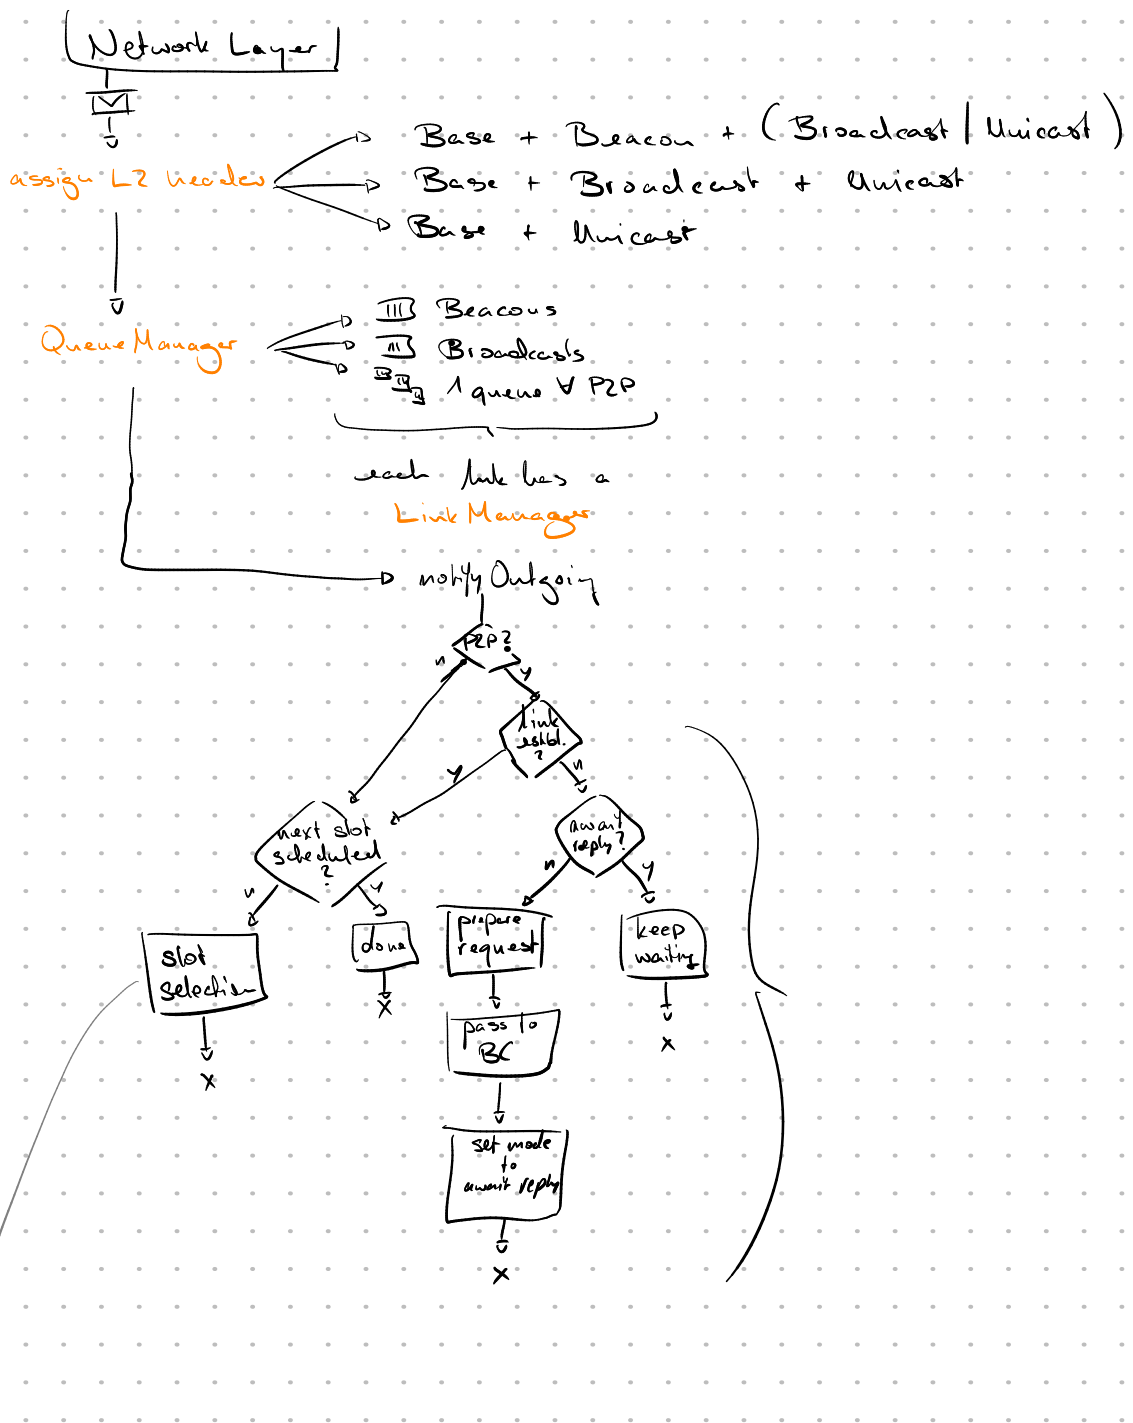 Network Layer
assign L2 header
Base + Beacon + (Broadcast | Unicast)
Base + Broadcast + Unicast
Base + Unicast
Queue Manager
Beacons
Broadcasts
1 queue ∀ P2P
each link has a
Link Manager
notify Outgoing
P2P?
n
y
link
establ.
?
y
n
next slot
scheduled
?
await
reply?
n
y
n
y
slot
selection
done
prepare
request
keep
waiting
x
x
pass to
BC
x
set mode
to
await reply
x